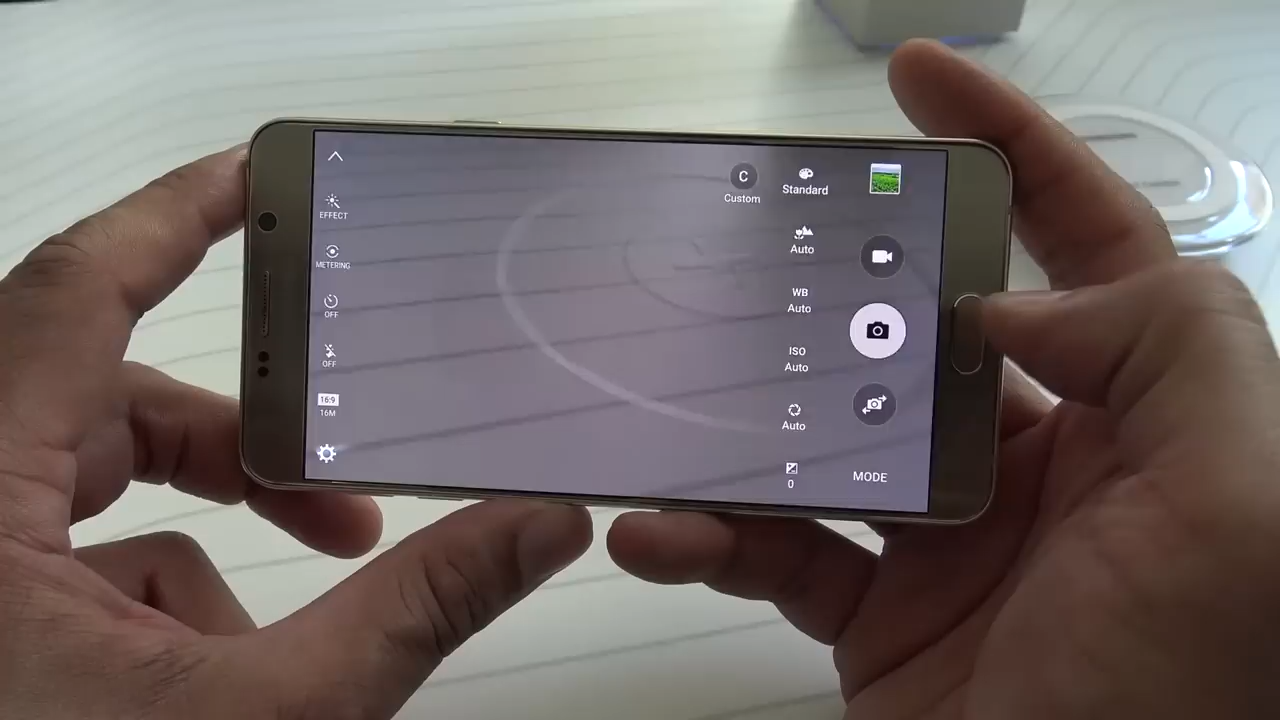 EFFECT
METERING
OFF
OFF
16:9
16M
C
Custom
Standard
Auto
WB
Auto
ISO
Auto
Auto
0
MODE